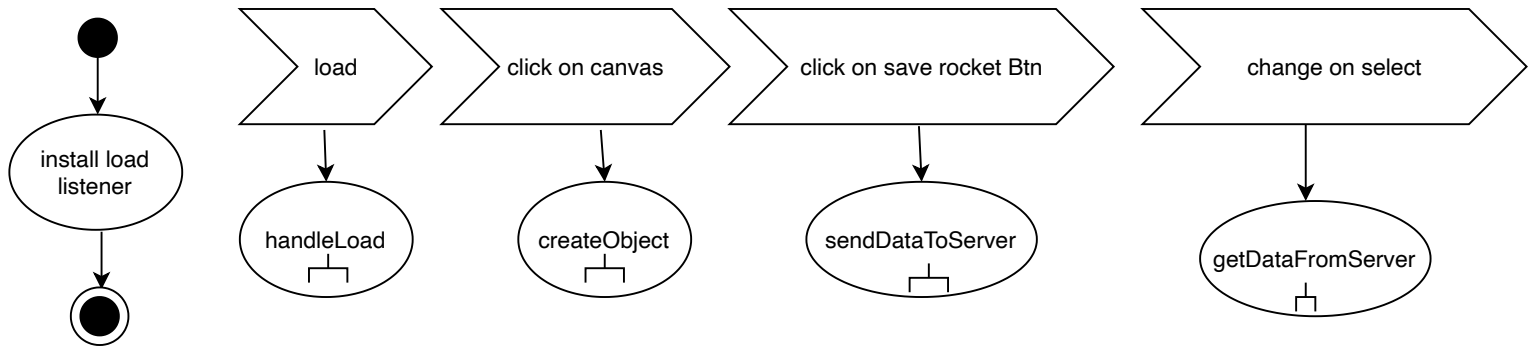 load
click on canvas
click on save rocket Btn
change on select
install load
listener
handleLoad
createObject
sendDataToServer
getDataFromServer